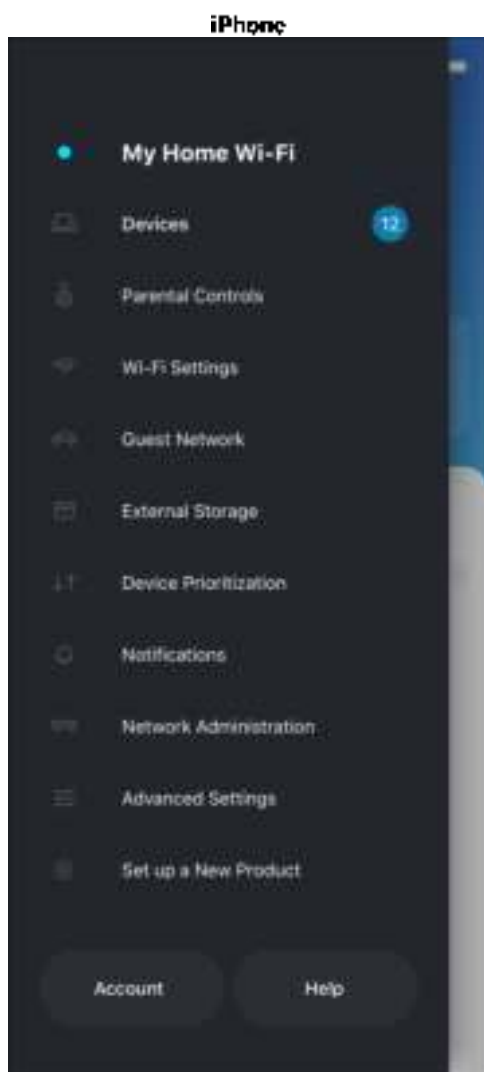 iPhone
My Home Wi-Fi
Devices 12
Parental Controls
Wi-Fi Settings
Guest Network
External Storage
Device Prioritization
Notifications
Network Administration
Advanced Settings
Set up a New Product
Account Help